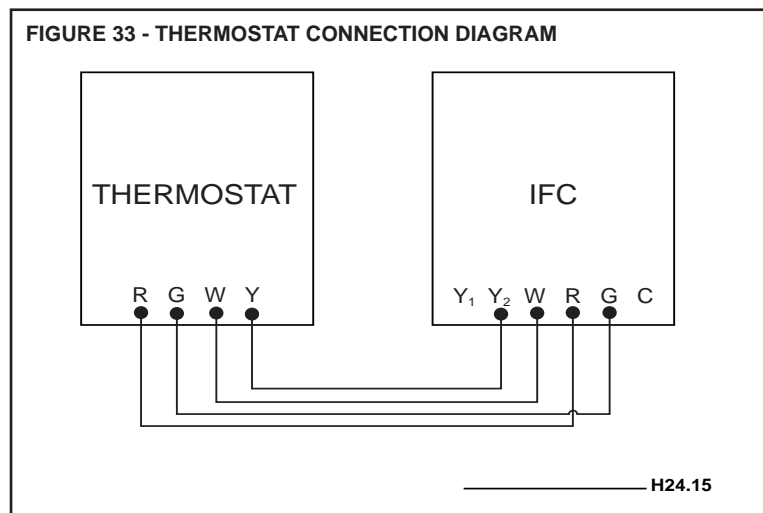 FIGURE 33 - THERMOSTAT CONNECTION DIAGRAM
THERMOSTAT
R G W Y
IFC
Y₁ Y₂ W R G C
H24.15